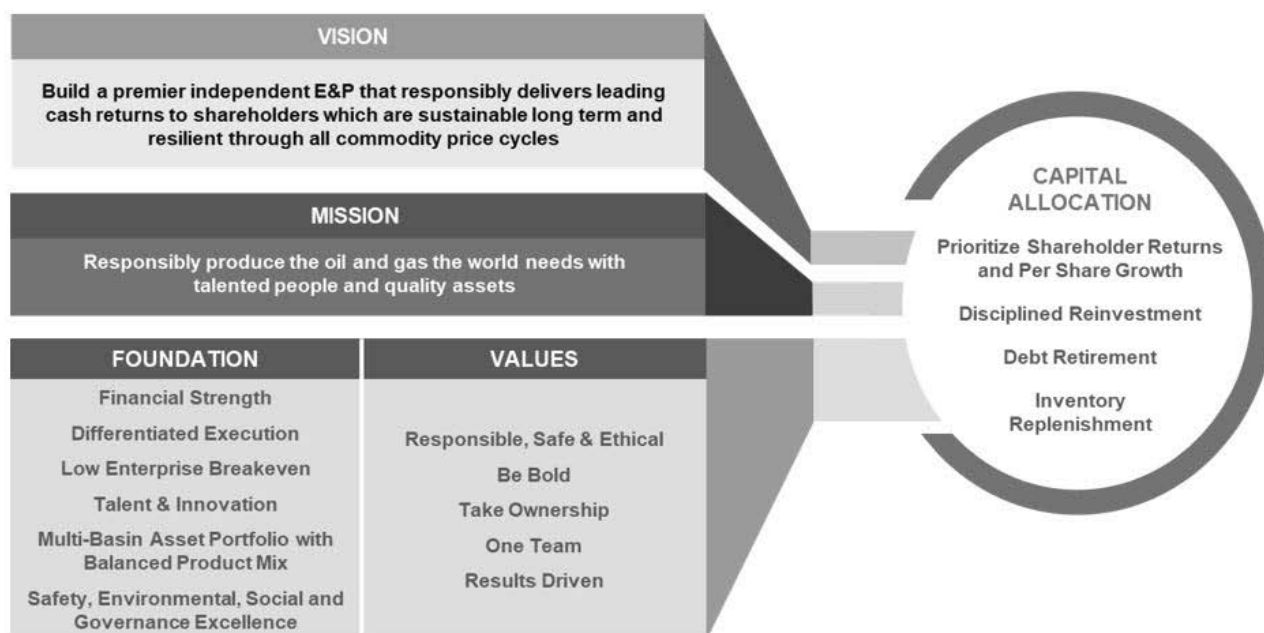 VISION
Build a premier independent E&P that responsibly delivers leading
cash returns to shareholders which are sustainable long term and
resilient through all commodity price cycles
MISSION
Responsibly produce the oil and gas the world needs with
talented people and quality assets
FOUNDATION
Financial Strength
Differentiated Execution
Low Enterprise Breakeven
Talent & Innovation
Multi-Basin Asset Portfolio with
Balanced Product Mix
Safety, Environmental, Social and
Governance Excellence
VALUES
Responsible, Safe & Ethical
Be Bold
Take Ownership
One Team
Results Driven
CAPITAL
ALLOCATION
Prioritize Shareholder Returns
and Per Share Growth
Disciplined Reinvestment
Debt Retirement
Inventory
Replenishment